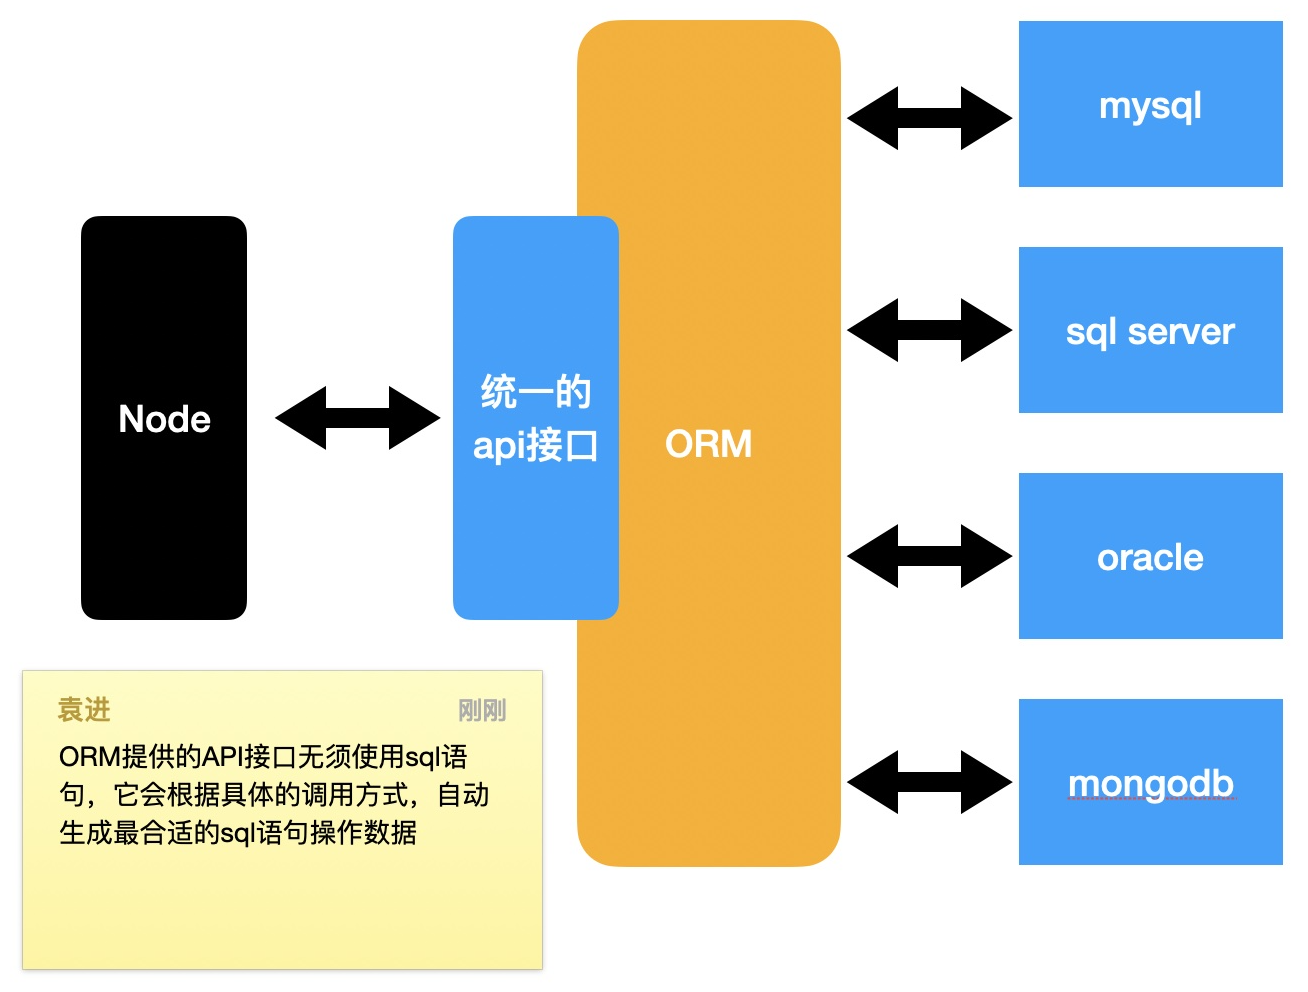 mysql
sql server
Node
统一的
api接口
ORM
oracle
mongodb
袁进
刚刚
ORM提供的API接口无须使用sql语
句，它会根据具体的调用方式，自动
生成最合适的sql语句操作数据